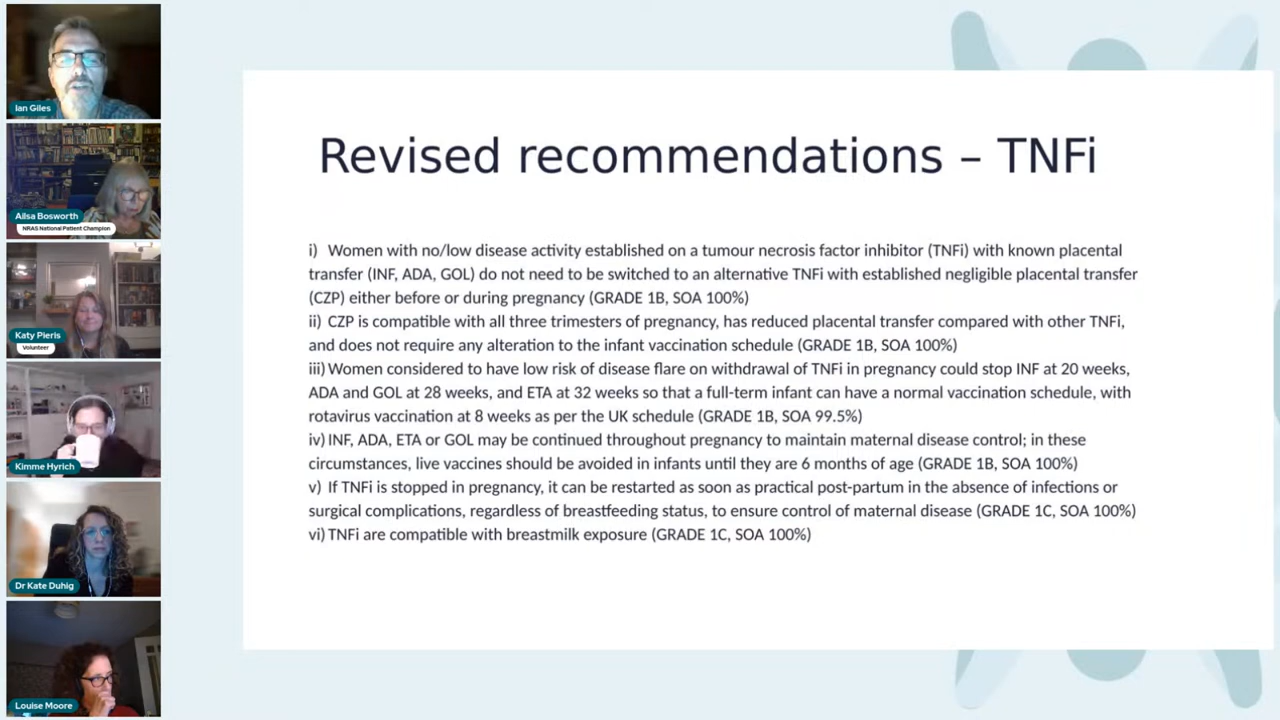 Ian Giles
Ailsa Bosworth
NRAS National Patient Champion
Katy Pieris
Volunteer
Kimme Hyrich
Dr Kate Duhig
Louise Moore
Revised recommendations – TNFi
i) Women with no/low disease activity established on a tumour necrosis factor inhibitor (TNFi) with known placental
transfer (INF, ADA, GOL) do not need to be switched to an alternative TNFi with established negligible placental transfer
(CZP) either before or during pregnancy (GRADE 1B, SOA 100%)
ii) CZP is compatible with all three trimesters of pregnancy, has reduced placental transfer compared with other TNFi,
and does not require any alteration to the infant vaccination schedule (GRADE 1B, SOA 100%)
iii) Women considered to have low risk of disease flare on withdrawal of TNFi in pregnancy could stop INF at 20 weeks,
ADA and GOL at 28 weeks, and ETA at 32 weeks so that a full-term infant can have a normal vaccination schedule, with
rotavirus vaccination at 8 weeks as per the UK schedule (GRADE 1B, SOA 99.5%)
iv) INF, ADA, ETA or GOL may be continued throughout pregnancy to maintain maternal disease control; in these
circumstances, live vaccines should be avoided in infants until they are 6 months of age (GRADE 1B, SOA 100%)
v) If TNFi is stopped in pregnancy, it can be restarted as soon as practical post-partum in the absence of infections or
surgical complications, regardless of breastfeeding status, to ensure control of maternal disease (GRADE 1C, SOA 100%)
vi) TNFi are compatible with breastmilk exposure (GRADE 1C, SOA 100%)